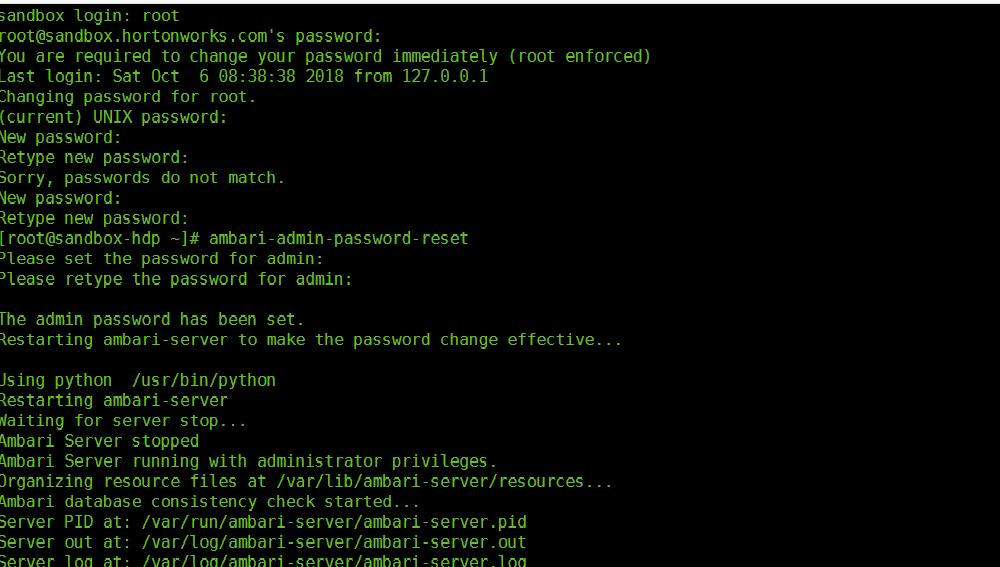 sandbox login: root
root@sandbox.hortonworks.com's password:
You are required to change your password immediately (root enforced)
Last login: Sat Oct  6 08:38:38 2018 from 127.0.0.1
Changing password for root.
(current) UNIX password:
New password:
Retype new password:
Sorry, passwords do not match.
New password:
Retype new password:
[root@sandbox-hdp ~]# ambari-admin-password-reset
Please set the password for admin:
Please retype the password for admin:

The admin password has been set.
Restarting ambari-server to make the password change effective...

Using python  /usr/bin/python
Restarting ambari-server
Waiting for server stop...
Ambari Server stopped
Ambari Server running with administrator privileges.
Organizing resource files at /var/lib/ambari-server/resources...
Ambari database consistency check started...
Server PID at: /var/run/ambari-server/ambari-server.pid
Server out at: /var/log/ambari-server/ambari-server.out
Server log at: /var/log/ambari-server/ambari-server.log